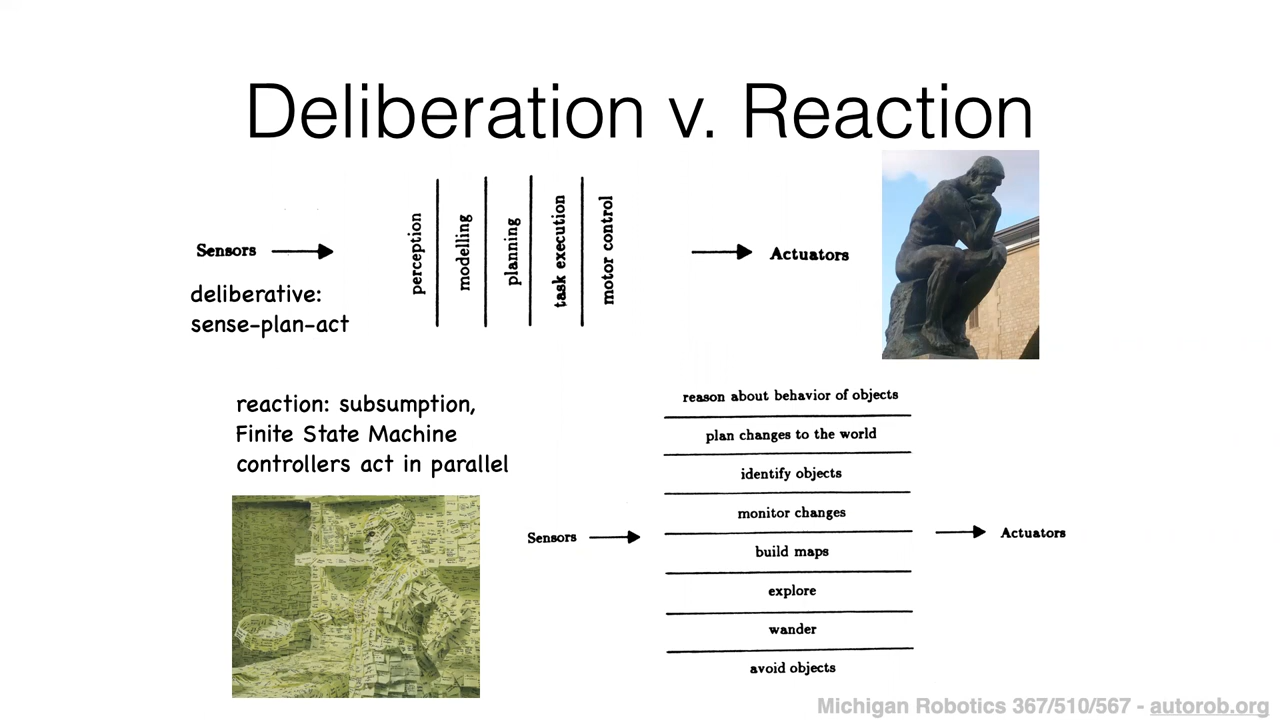 Deliberation v. Reaction
Sensors
perception
modelling
planning
task execution
motor control
Actuators
deliberative:
sense-plan-act
reaction: subsumption,
Finite State Machine
controllers act in parallel
Sensors
reason about behavior of objects
plan changes to the world
identify objects
monitor changes
build maps
explore
wander
avoid objects
Actuators
Michigan Robotics 367/510/567 - autorob.org